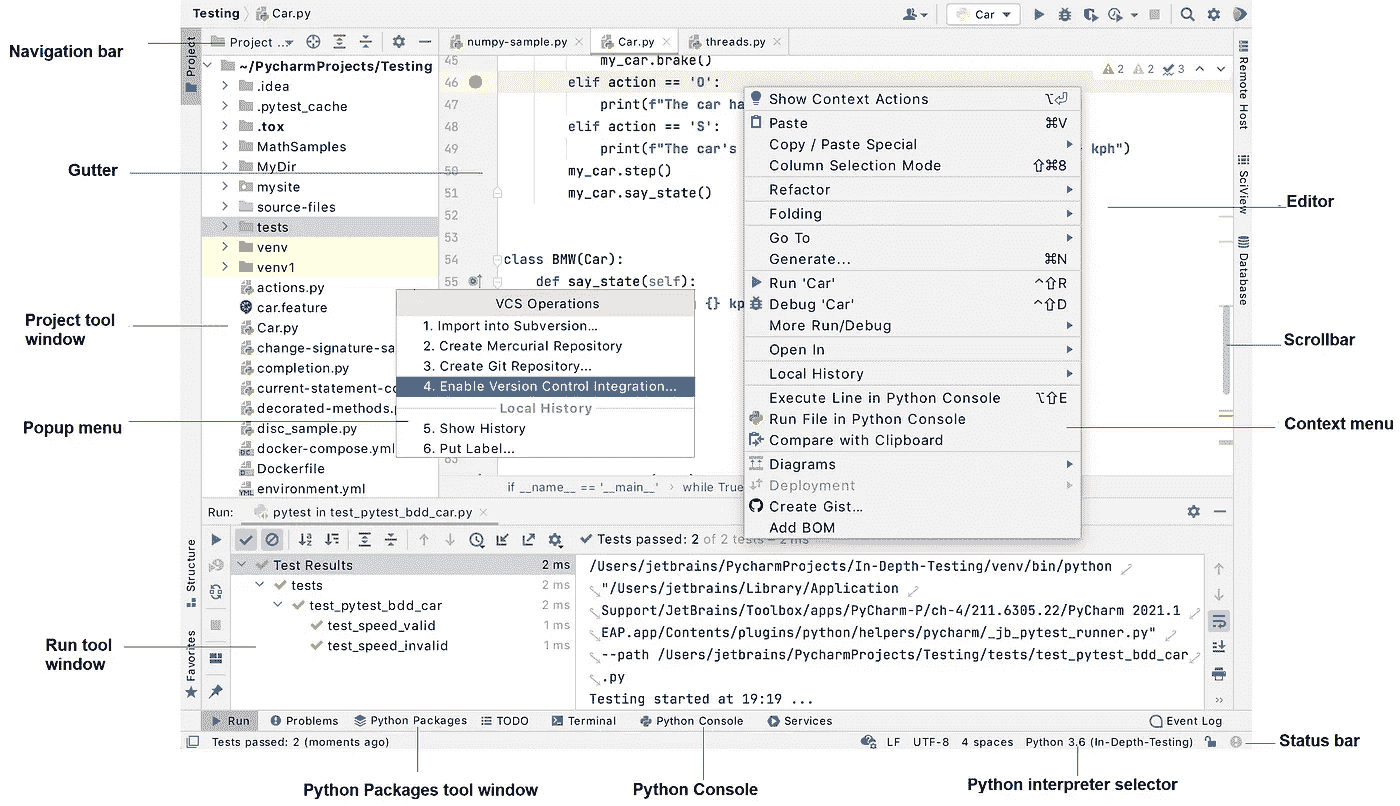 Testing Car.py
Car
Navigation bar
Project
Project ...
numpy-sample.py
Car.py
threads.py
~/PycharmProjects/Testing
.idea
.pytest_cache
.tox
MathSamples
MyDir
mysite
source-files
tests
venv
venv1
actions.py
car.feature
Car.py
change-signature-sa
completion.py
current-statement-co
decorated-methods.p
disc_sample.py
docker-compose.yml
Dockerfile
environment.yml
Gutter
Project tool
window
Popup menu
45 my_car.brake()
46 elif action == 'O':
47 print(f"The car ha
48 elif action == 'S':
49 print(f"The car's kph")
50 my_car.step()
51 my_car.say_state()
52
53
54 class BMW(Car):
55 def say_state(self):
{} kp
63
2 2 3
if __name__ == '__main__' › while True
VCS Operations
1. Import into Subversion...
2. Create Mercurial Repository
3. Create Git Repository...
4. Enable Version Control Integration...
Local History
5. Show History
6. Put Label...
Show Context Actions ⌥⏎
Paste ⌘V
Copy / Paste Special
Column Selection Mode ⇧⌘8
Refactor
Folding
Go To
Generate... ⌘N
Run 'Car' ^⇧R
Debug 'Car' ^⇧D
More Run/Debug
Open In
Local History
Execute Line in Python Console ⌥⇧E
Run File in Python Console
Compare with Clipboard
Diagrams
Deployment
Create Gist...
Add BOM
Remote Host
SciView
Database
Editor
Scrollbar
Context menu
Run: pytest in test_pytest_bdd_car.py
Tests passed: 2 of 2 tests – 2 ms
Structure
Favorites
Run tool
window
Test Results 2 ms
tests 2 ms
test_pytest_bdd_car 2 ms
test_speed_valid 1 ms
test_speed_invalid 1 ms
/Users/jetbrains/PycharmProjects/In-Depth-Testing/venv/bin/python
"/Users/jetbrains/Library/Application
Support/JetBrains/Toolbox/apps/PyCharm-P/ch-4/211.6305.22/PyCharm 2021.1
EAP.app/Contents/plugins/python/helpers/pycharm/_jb_pytest_runner.py"
--path /Users/jetbrains/PycharmProjects/Testing/tests/test_pytest_bdd_car
.py
Testing started at 19:19 ...
Run Problems Python Packages TODO Terminal Python Console Services Event Log
Tests passed: 2 (moments ago) LF UTF-8 4 spaces Python 3.6 (In-Depth-Testing)
Status bar
Python Packages tool window
Python Console
Python interpreter selector